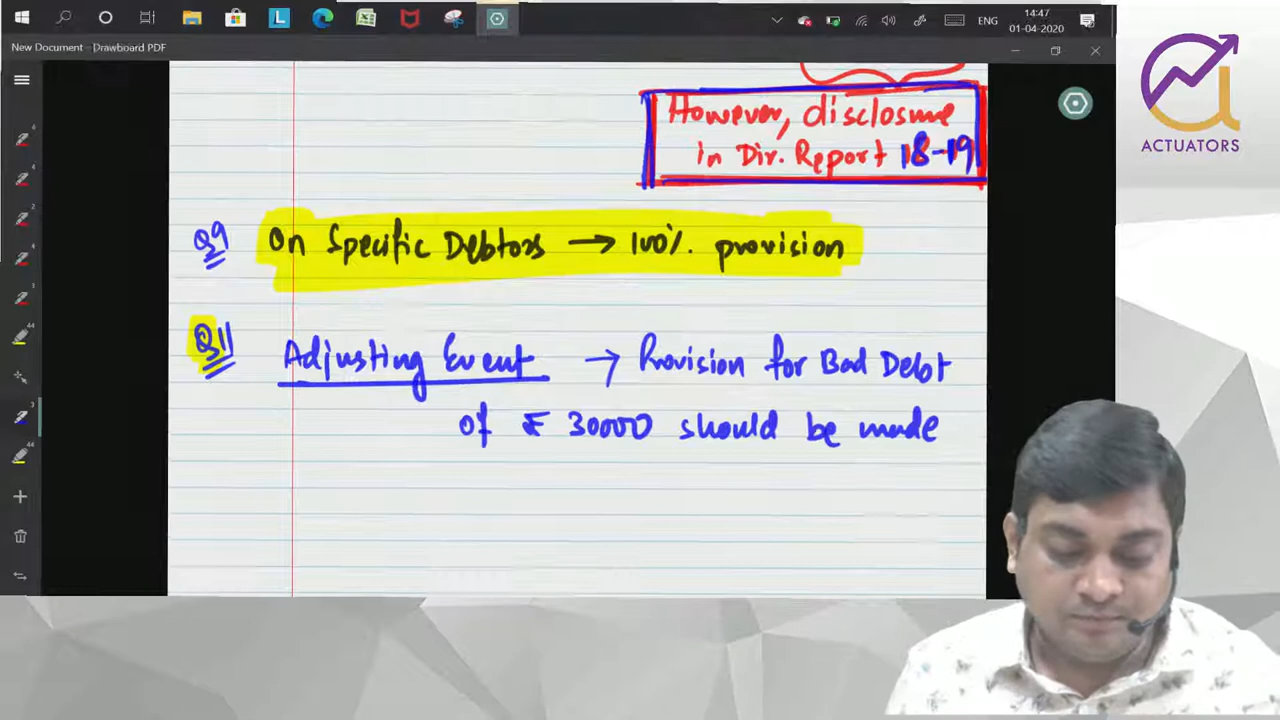 14:47
ENG
01-04-2020
New Document - Drawboard PDF
ACTUATORS
However, disclosure
in Dir. Report 18-19
Q9 On Specific Debtors → 100% provision
Q11 Adjusting Event → Provision for Bad Debt
of ₹ 30000 should be made